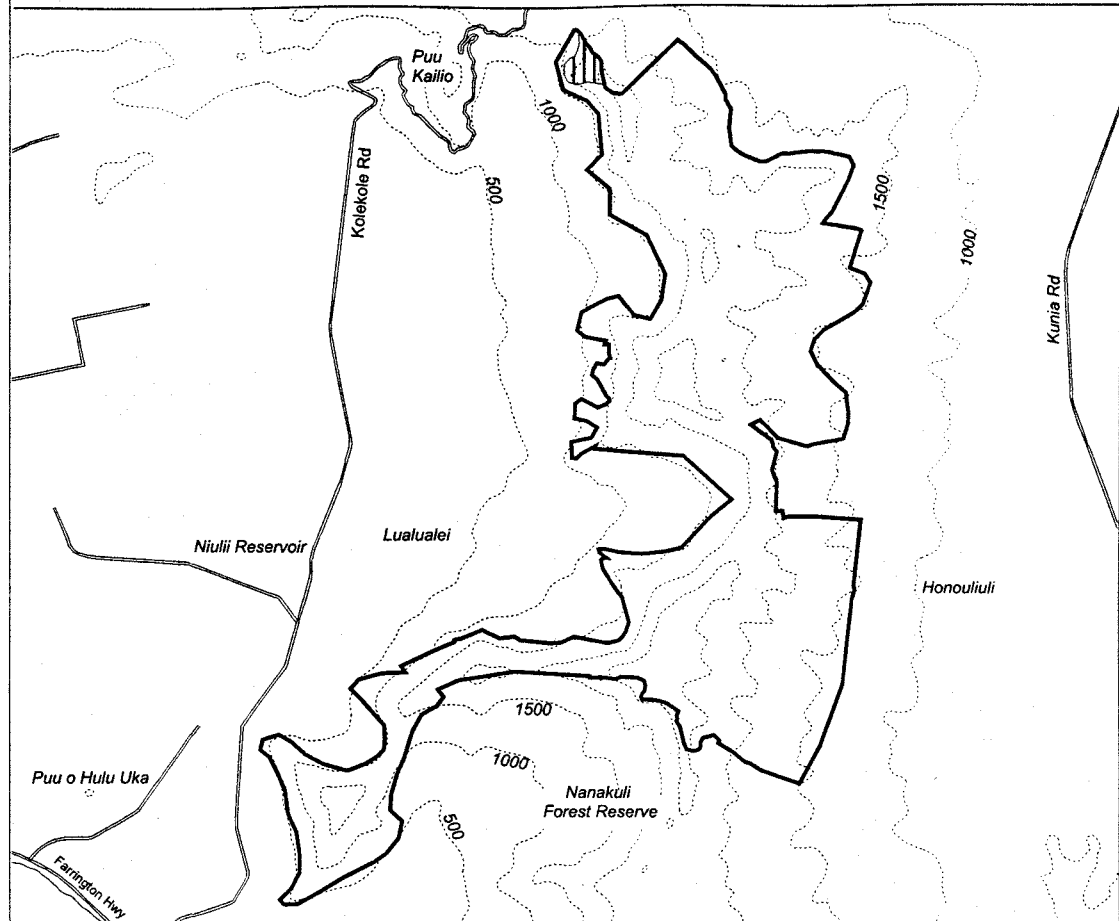 Puu
Kailio
1000
500
Kolekole Rd
1500
1000
Kunia Rd
Niulii Reservoir
Lualualei
Honouliuli
1500
1000
Puu o Hulu Uka
Nanakuli
Forest Reserve
500
Farrington Hwy